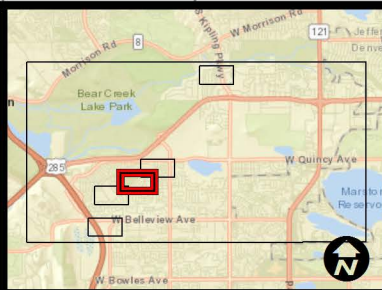 S Kipling Pkwy
W Morrison Rd
121
Jeffer
Denve
8
Morrison Rd
Bear Creek
Lake Park
n
285
W Quincy Ave
Marston
Reservo
W Belleview Ave
W Bowles Ave
N